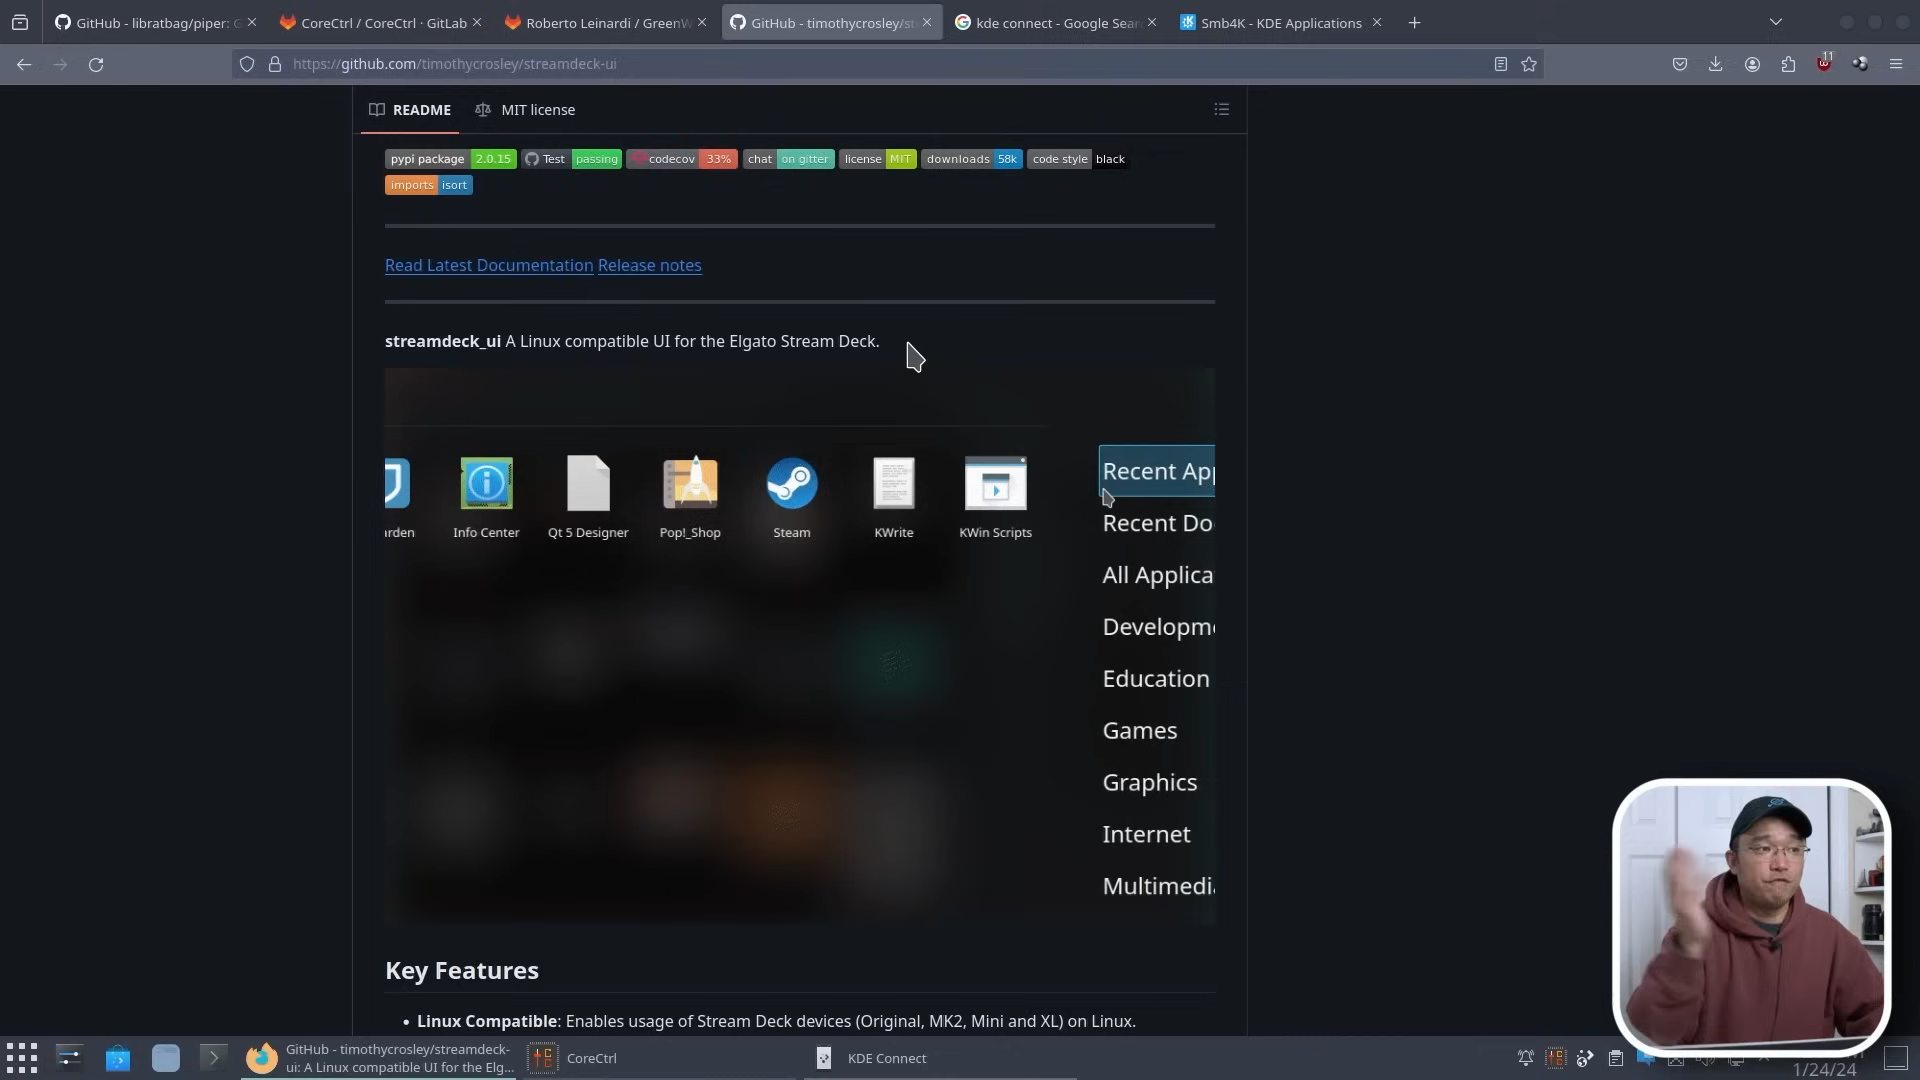 GitHub - libratbag/piper: G
CoreCtrl / CoreCtrl · GitLab
Roberto Leinardi / GreenW
GitHub - timothycrosley/st
kde connect - Google Sear
Smb4K - KDE Applications
https://github.com/timothycrosley/streamdeck-ui
11
README
MIT license
pypi package 2.0.15 Test passing codecov 33% chat on gitter license MIT downloads 58k code style black
imports isort
Read Latest Documentation Release notes
streamdeck_ui A Linux compatible UI for the Elgato Stream Deck.
arden
Info Center
Qt 5 Designer
Pop!_Shop
Steam
KWrite
KWin Scripts
Recent App
Recent Do
All Applica
Developme
Education
Games
Graphics
Internet
Multimedia
Key Features
• Linux Compatible: Enables usage of Stream Deck devices (Original, MK2, Mini and XL) on Linux.
GitHub - timothycrosley/streamdeck-
ui: A Linux compatible UI for the Elg...
CoreCtrl
KDE Connect
1/24/24